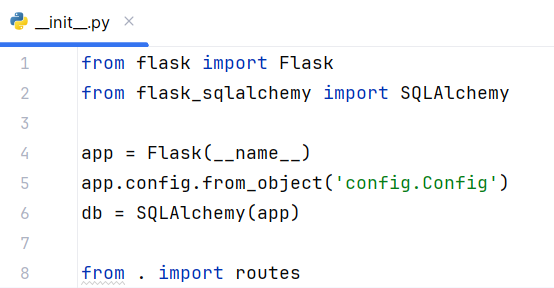 __init__.py
1 from flask import Flask
2 from flask_sqlalchemy import SQLAlchemy
3
4 app = Flask(__name__)
5 app.config.from_object('config.Config')
6 db = SQLAlchemy(app)
7
8 from . import routes